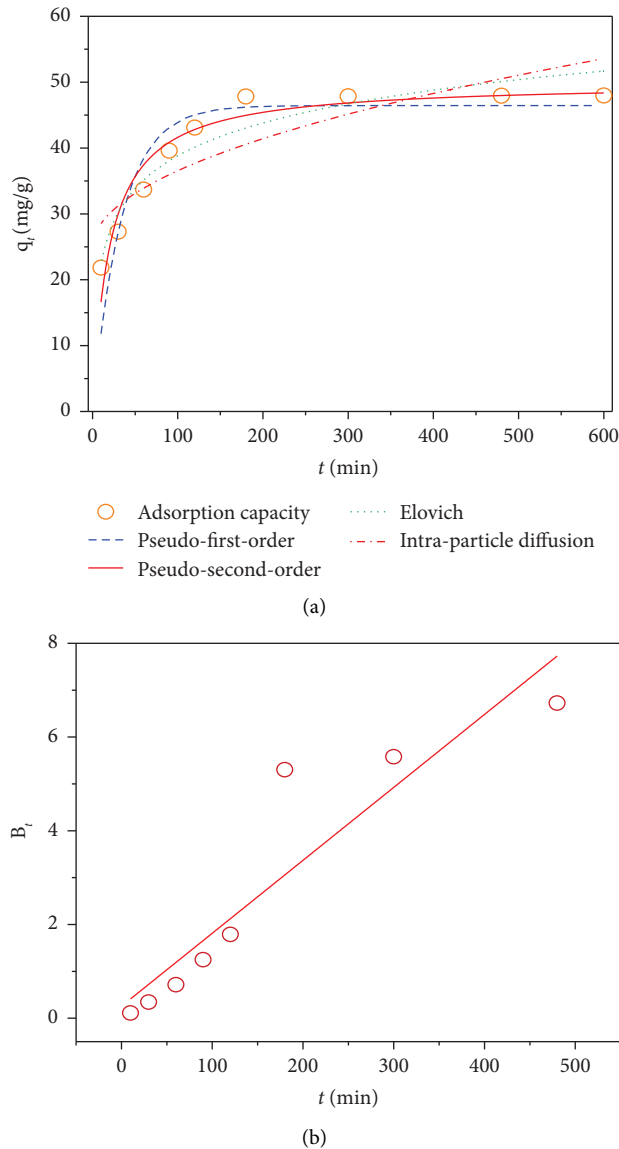 60
50
40
30
20
10
0
qt (mg/g)
0 100 200 300 400 500 600
t (min)
Adsorption capacity Elovich
Pseudo-first-order Intra-particle diffusion
Pseudo-second-order
(a)
8
6
4
2
0
Bt
0 100 200 300 400 500
t (min)
(b)